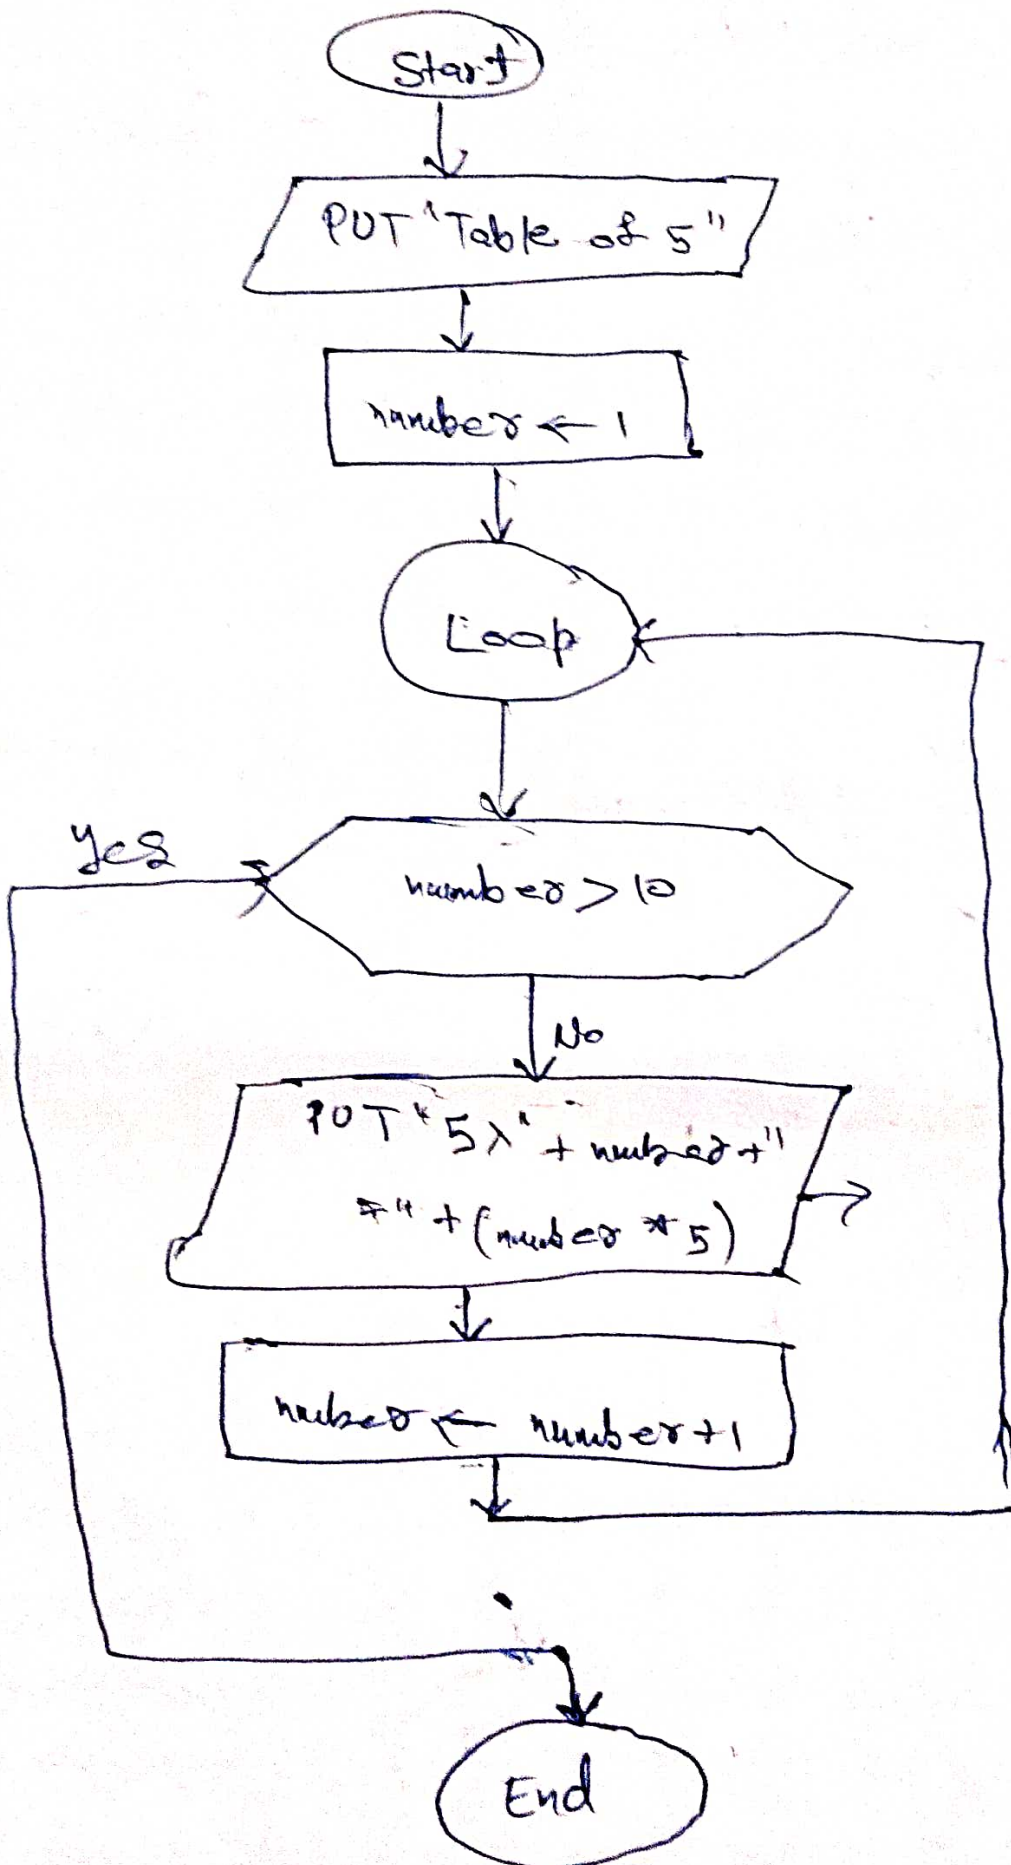 Start
PUT "Table of 5"
number ← 1
Loop
Yes
number > 10
No
PUT "5x" + number + "
=" + (number * 5)
number ← number + 1
End